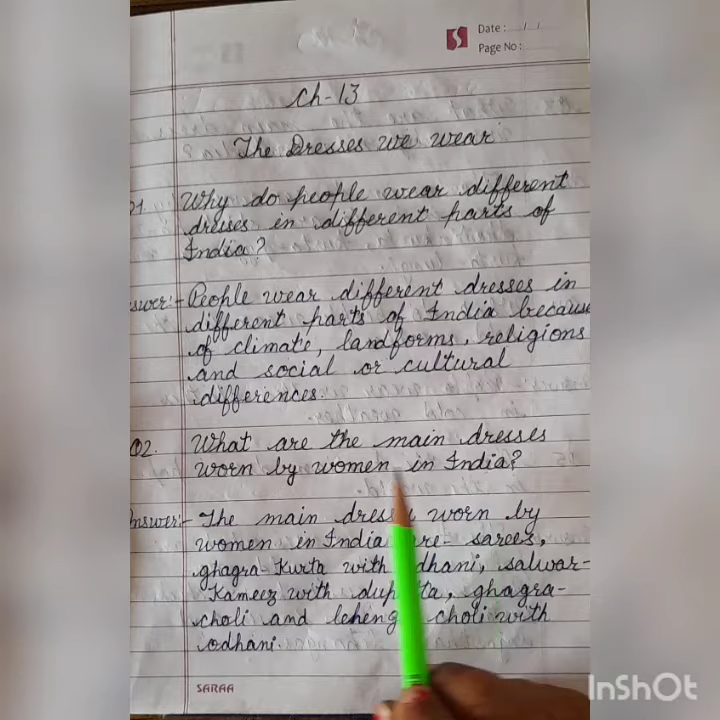 Date : / /
Page No :
Ch-13
The Dresses we wear
Why do people wear different
dresses in different parts of
India?
swer:- People wear different dresses in
different parts of India becaus
of climate, landforms, religions
and social or cultural
differences.
Q2. What are the main dresses
worn by women in India?
nswer:- The main dress worn by
women in India re- sarees,
ghagra-Kurta with dhani, salwar-
Kameez with dup ta, ghagra-
choli and leheng choli with
odhani.
SARAA
InShOt